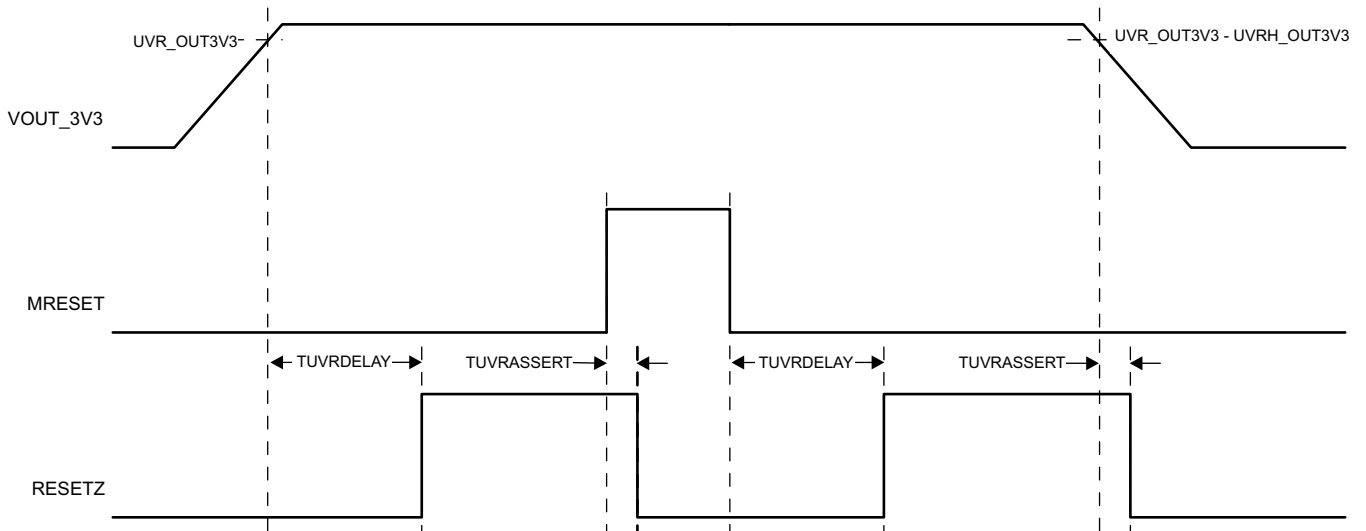 UVR_OUT3V3
UVR_OUT3V3 - UVRH_OUT3V3
VOUT_3V3
MRESET
TUVRDELAY
TUVRASSERT
TUVRDELAY
TUVRASSERT
RESETZ